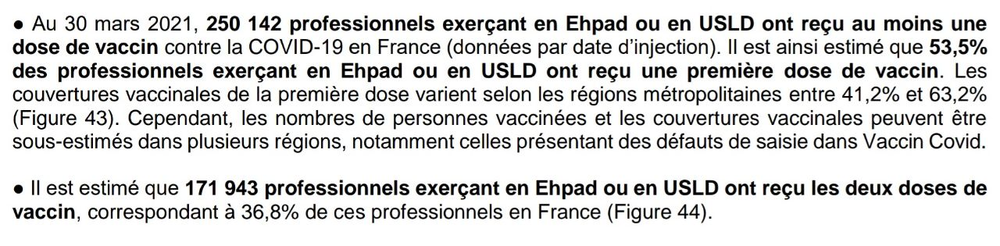 ● Au 30 mars 2021, 250 142 professionnels exerçant en Ehpad ou en USLD ont reçu au moins une
dose de vaccin contre la COVID-19 en France (données par date d'injection). Il est ainsi estimé que 53,5%
des professionnels exerçant en Ehpad ou en USLD ont reçu une première dose de vaccin. Les
couvertures vaccinales de la première dose varient selon les régions métropolitaines entre 41,2% et 63,2%
(Figure 43). Cependant, les nombres de personnes vaccinées et les couvertures vaccinales peuvent être
sous-estimés dans plusieurs régions, notamment celles présentant des défauts de saisie dans Vaccin Covid.
● Il est estimé que 171 943 professionnels exerçant en Ehpad ou en USLD ont reçu les deux doses de
vaccin, correspondant à 36,8% de ces professionnels en France (Figure 44).